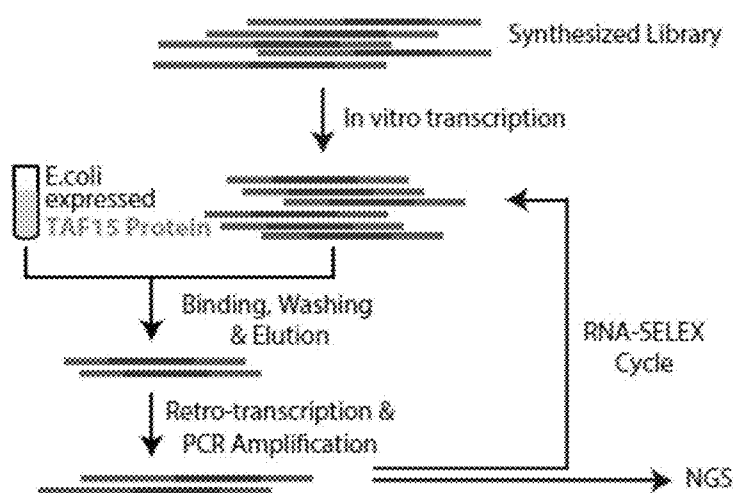 Synthesized Library
In vitro transcription
E.coli
expressed
TAF15 Protein
Binding, Washing
& Elution
RNA-SELEX
Cycle
Retro-transcription &
PCR Amplification
NGS